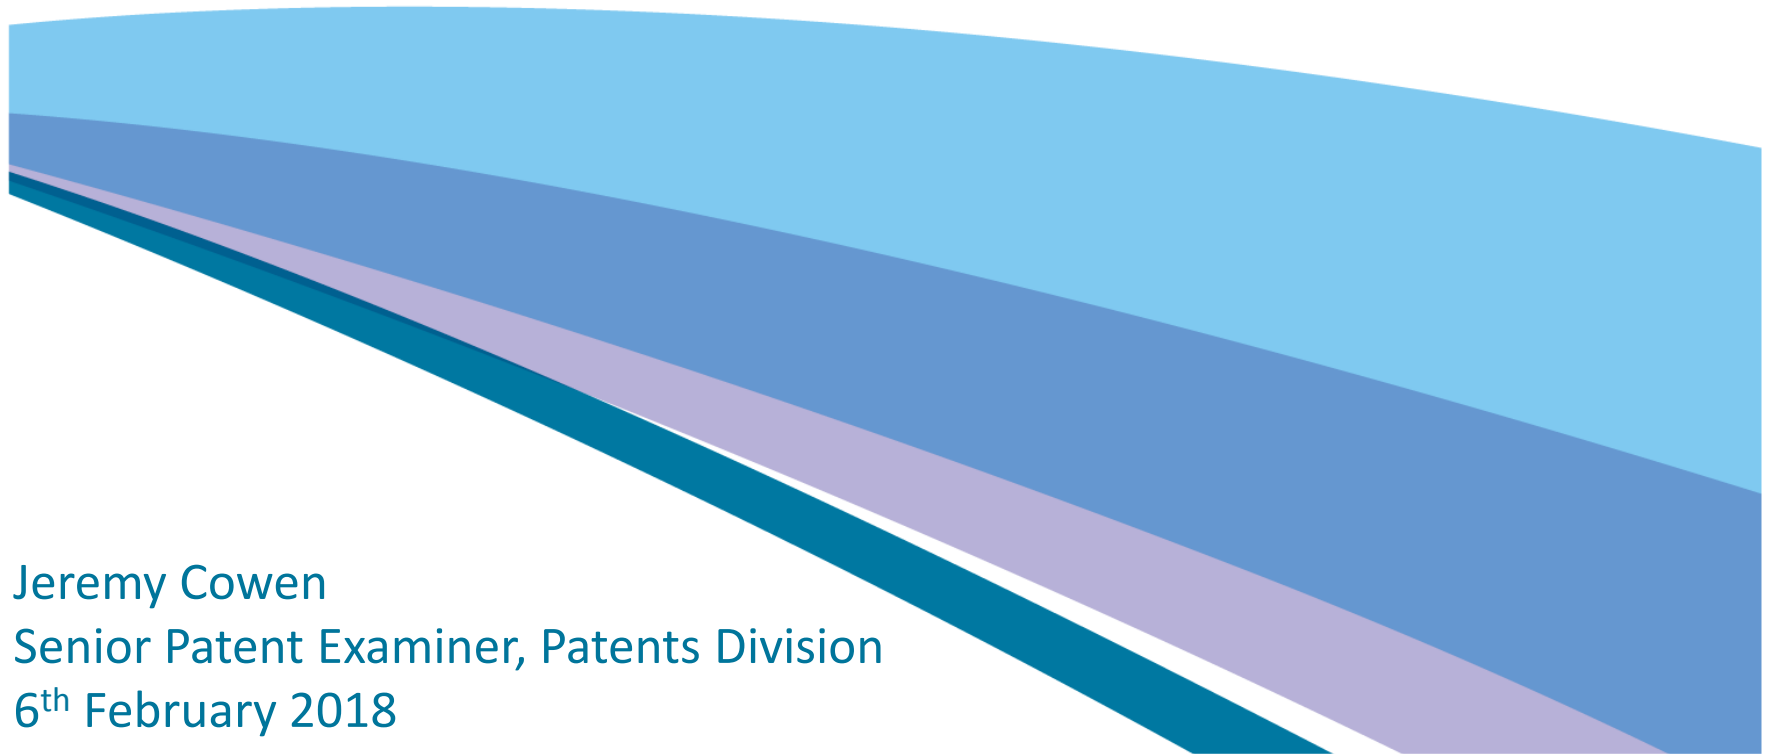 Jeremy Cowen
Senior Patent Examiner, Patents Division
6th February 2018